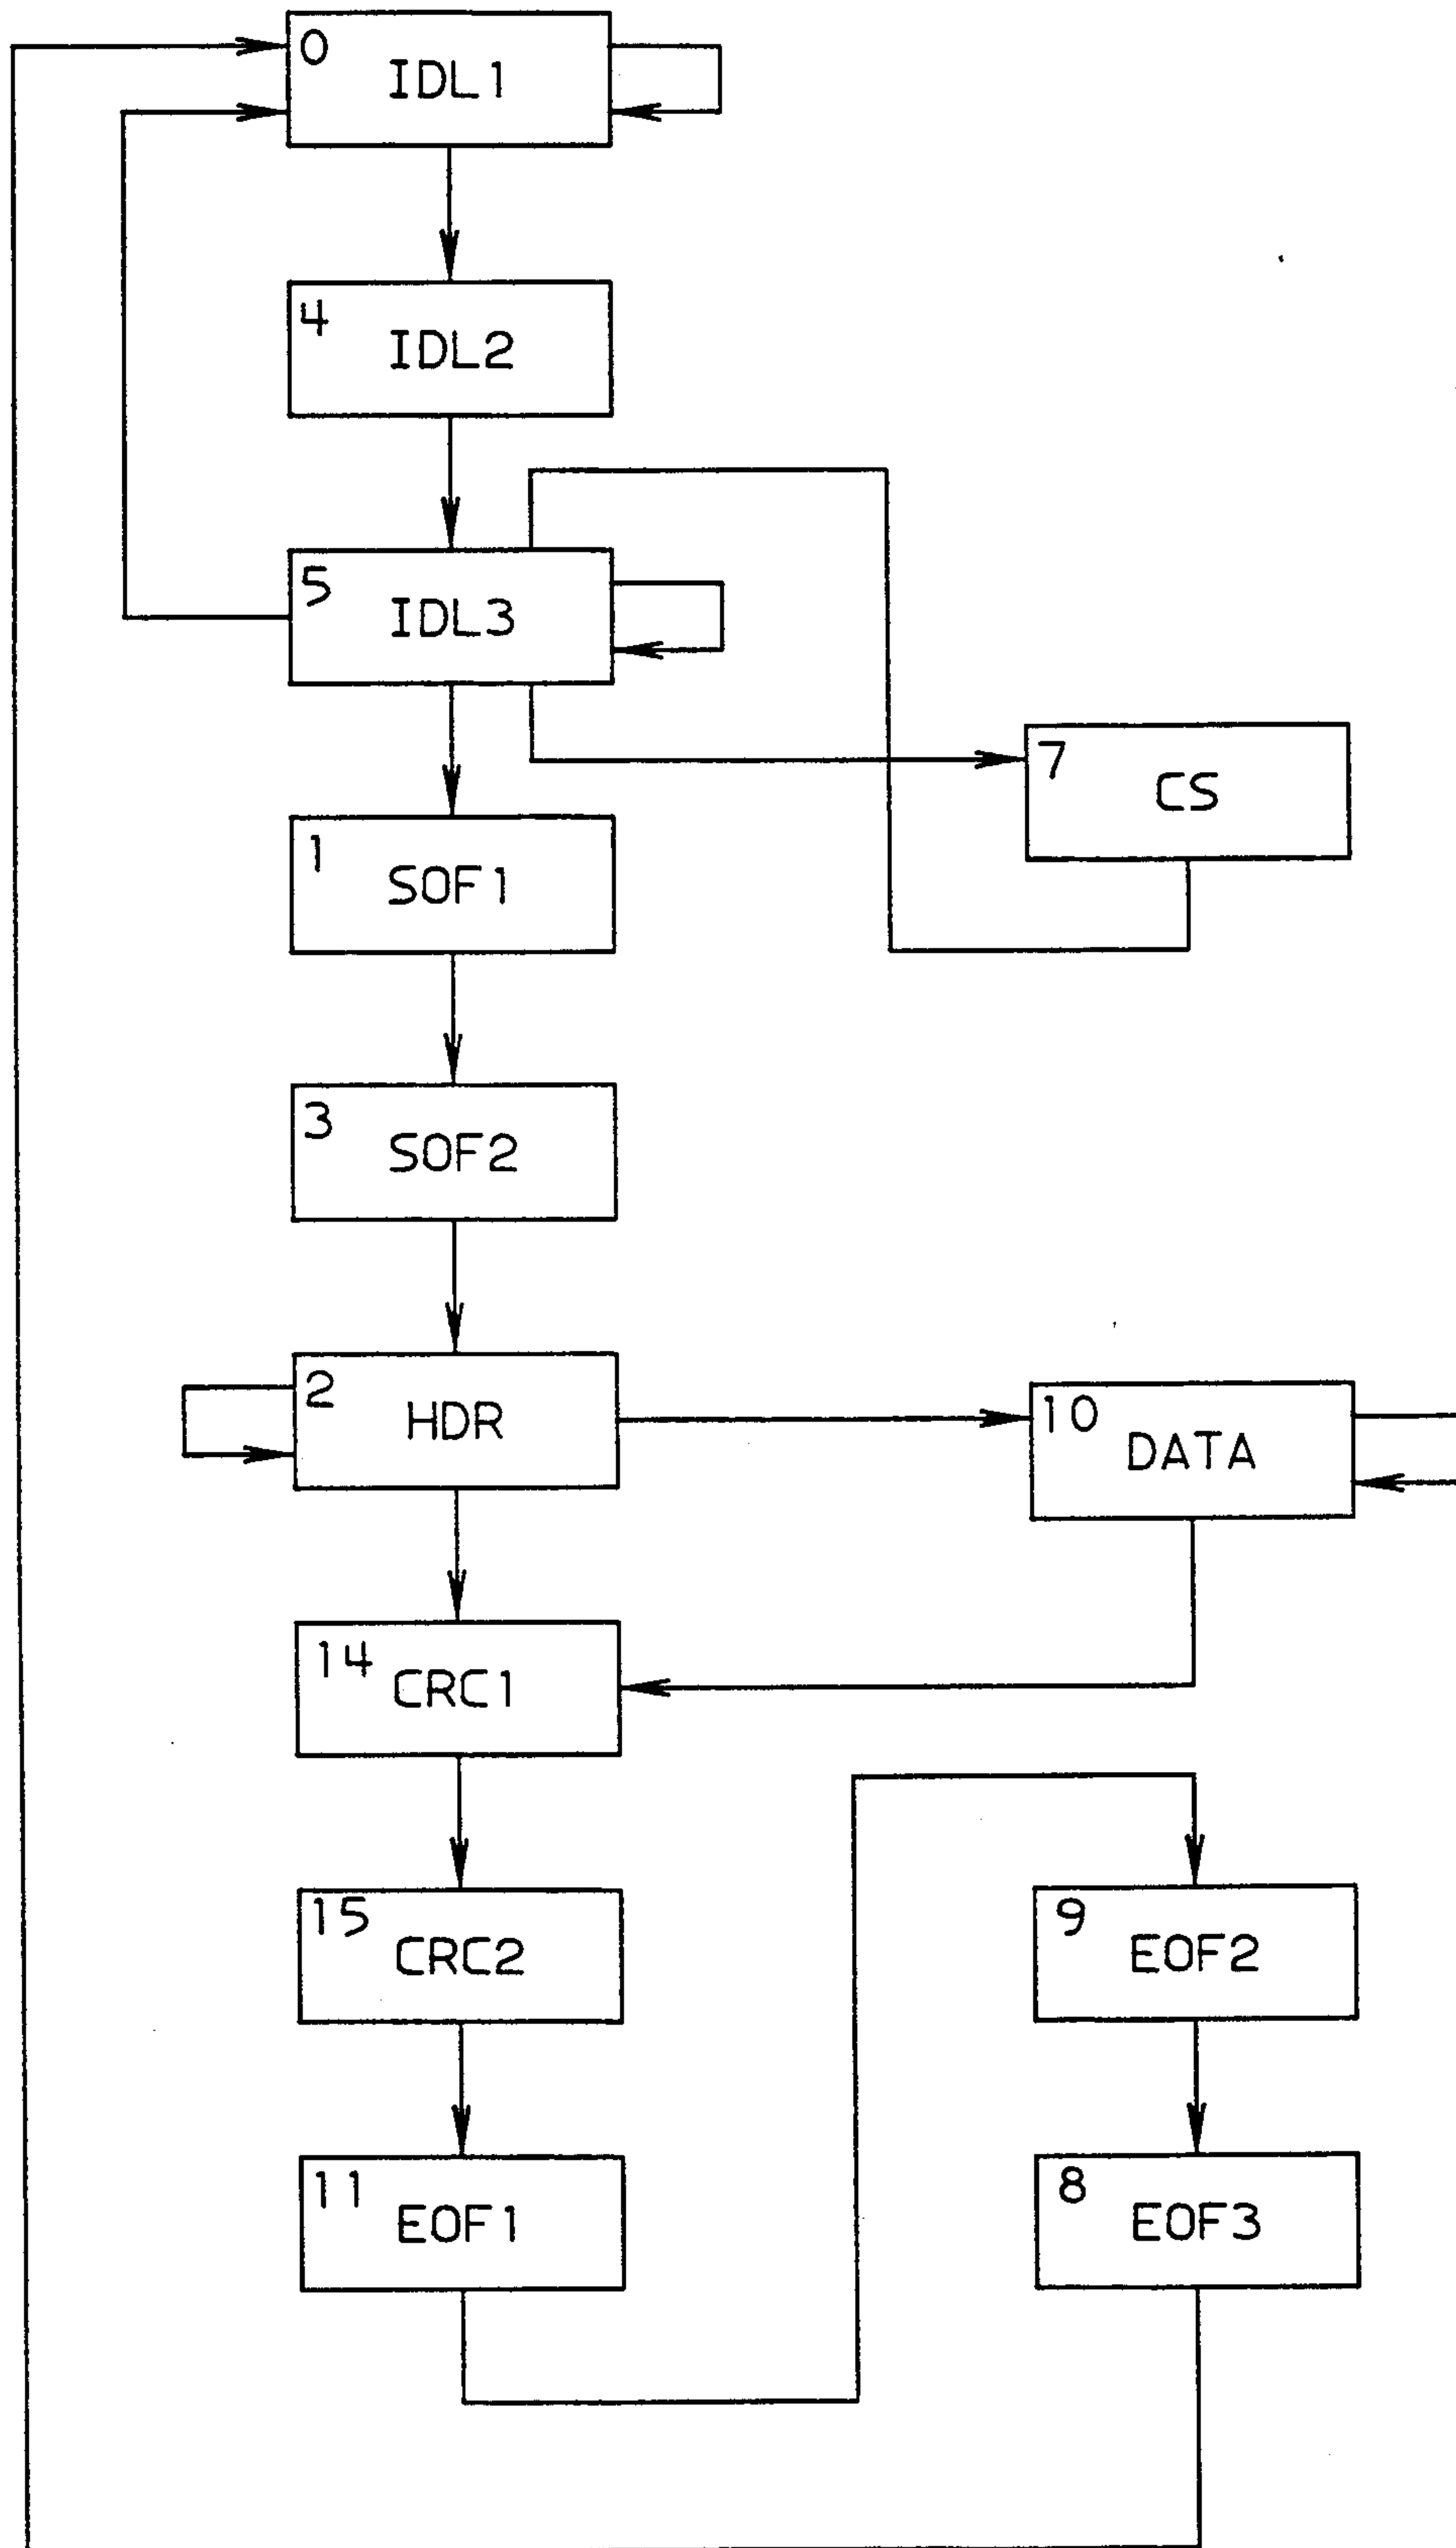 0
IDL1
4
IDL2
5
IDL3
7
CS
1
SOF1
3
SOF2
2
HDR
10
DATA
14
CRC1
15
CRC2
9
EOF2
11
EOF1
8
EOF3